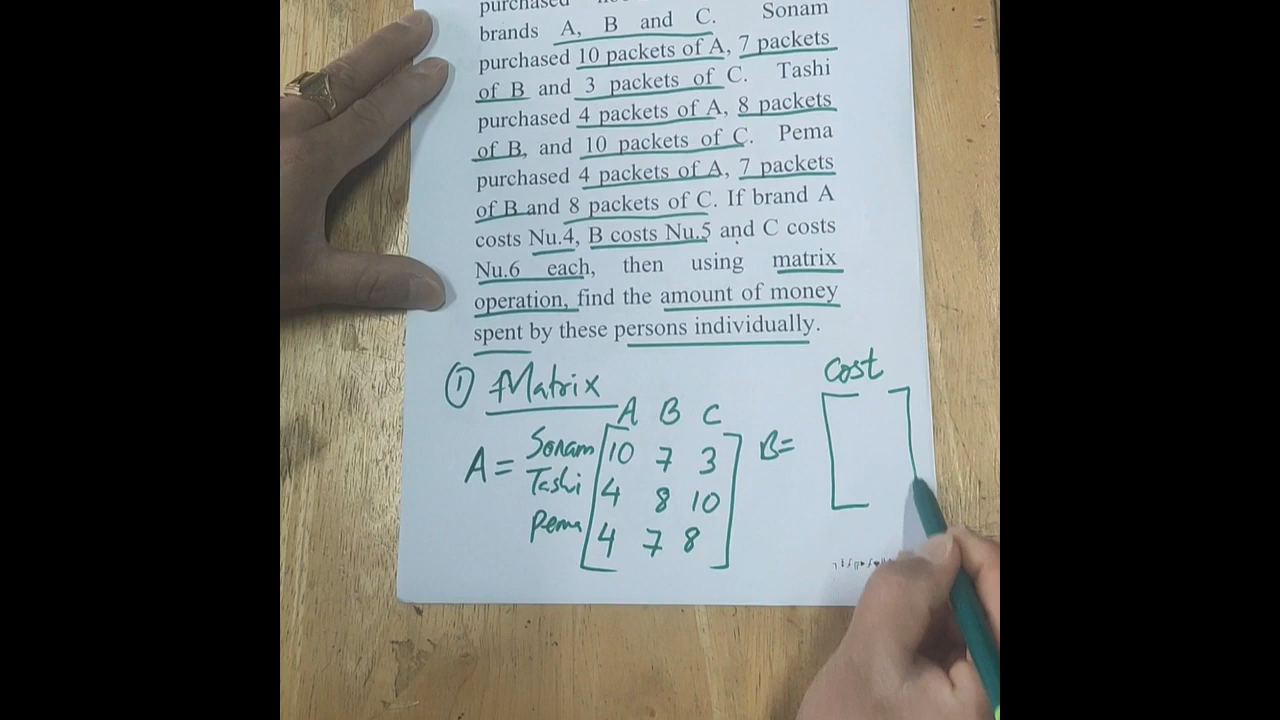 purchased
brands A, B and C. Sonam
purchased 10 packets of A, 7 packets
of B and 3 packets of C. Tashi
purchased 4 packets of A, 8 packets
of B, and 10 packets of C. Pema
purchased 4 packets of A, 7 packets
of B and 8 packets of C. If brand A
costs Nu.4, B costs Nu.5 and C costs
Nu.6 each, then using matrix
operation, find the amount of money
spent by these persons individually.
① Matrix
cost
A B C
A = Sonam 10 7 3 B=
Tashi 4 8 10
Pema 4 7 8